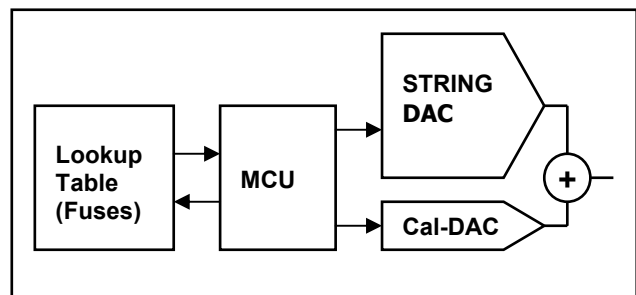 Lookup
Table
(Fuses)
MCU
STRING
DAC
Cal-DAC
+